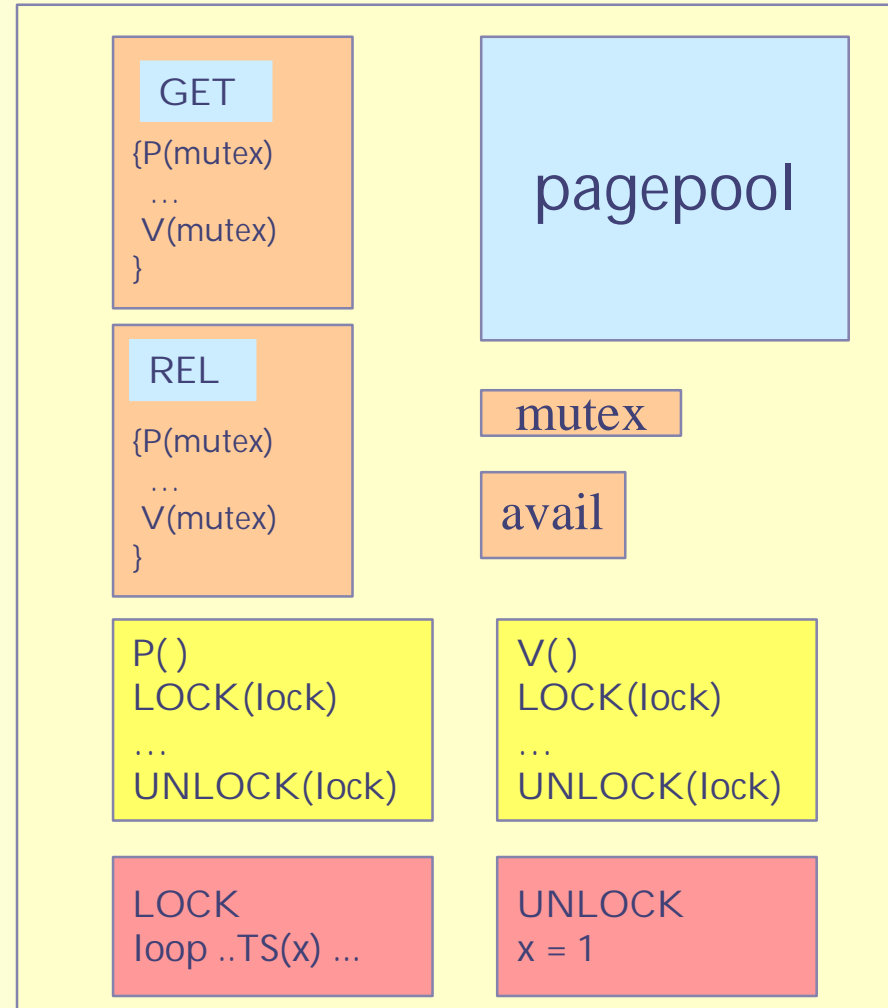 GET
{P(mutex)
...
V(mutex)
}
pagepool
REL
{P(mutex)
...
V(mutex)
}
mutex
avail
P( )
LOCK(lock)
...
UNLOCK(lock)
V( )
LOCK(lock)
...
UNLOCK(lock)
LOCK
loop ..TS(x) ...
UNLOCK
x = 1